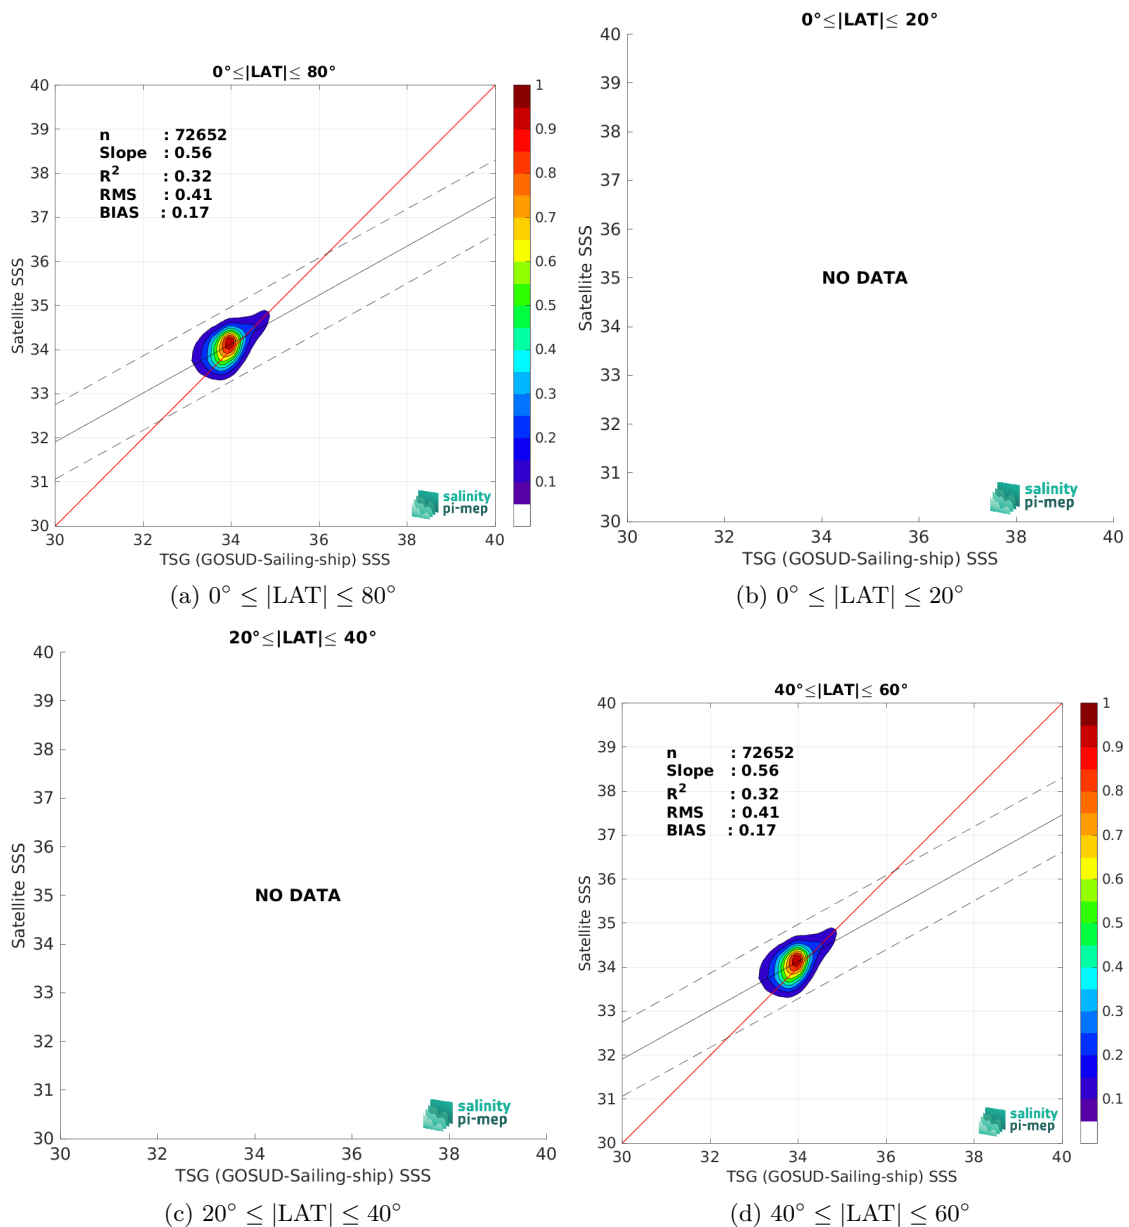 0°≤|LAT|≤ 80°
n : 72652
Slope : 0.56
R² : 0.32
RMS : 0.41
BIAS : 0.17
Satellite SSS
40
39
38
37
36
35
34
33
32
31
30
30 32 34 36 38 40
TSG (GOSUD-Sailing-ship) SSS
1
0.9
0.8
0.7
0.6
0.5
0.4
0.3
0.2
0.1
salinity
pi-mep
(a) 0° ≤ |LAT| ≤ 80°
0°≤|LAT|≤ 20°
Satellite SSS
40
39
38
37
36
35
34
33
32
31
30
NO DATA
salinity
pi-mep
30 32 34 36 38 40
TSG (GOSUD-Sailing-ship) SSS
(b) 0° ≤ |LAT| ≤ 20°
20°≤|LAT|≤ 40°
Satellite SSS
40
39
38
37
36
35
34
33
32
31
30
NO DATA
salinity
pi-mep
30 32 34 36 38 40
TSG (GOSUD-Sailing-ship) SSS
(c) 20° ≤ |LAT| ≤ 40°
40°≤|LAT|≤ 60°
n : 72652
Slope : 0.56
R² : 0.32
RMS : 0.41
BIAS : 0.17
Satellite SSS
40
39
38
37
36
35
34
33
32
31
30
30 32 34 36 38 40
TSG (GOSUD-Sailing-ship) SSS
1
0.9
0.8
0.7
0.6
0.5
0.4
0.3
0.2
0.1
salinity
pi-mep
(d) 40° ≤ |LAT| ≤ 60°